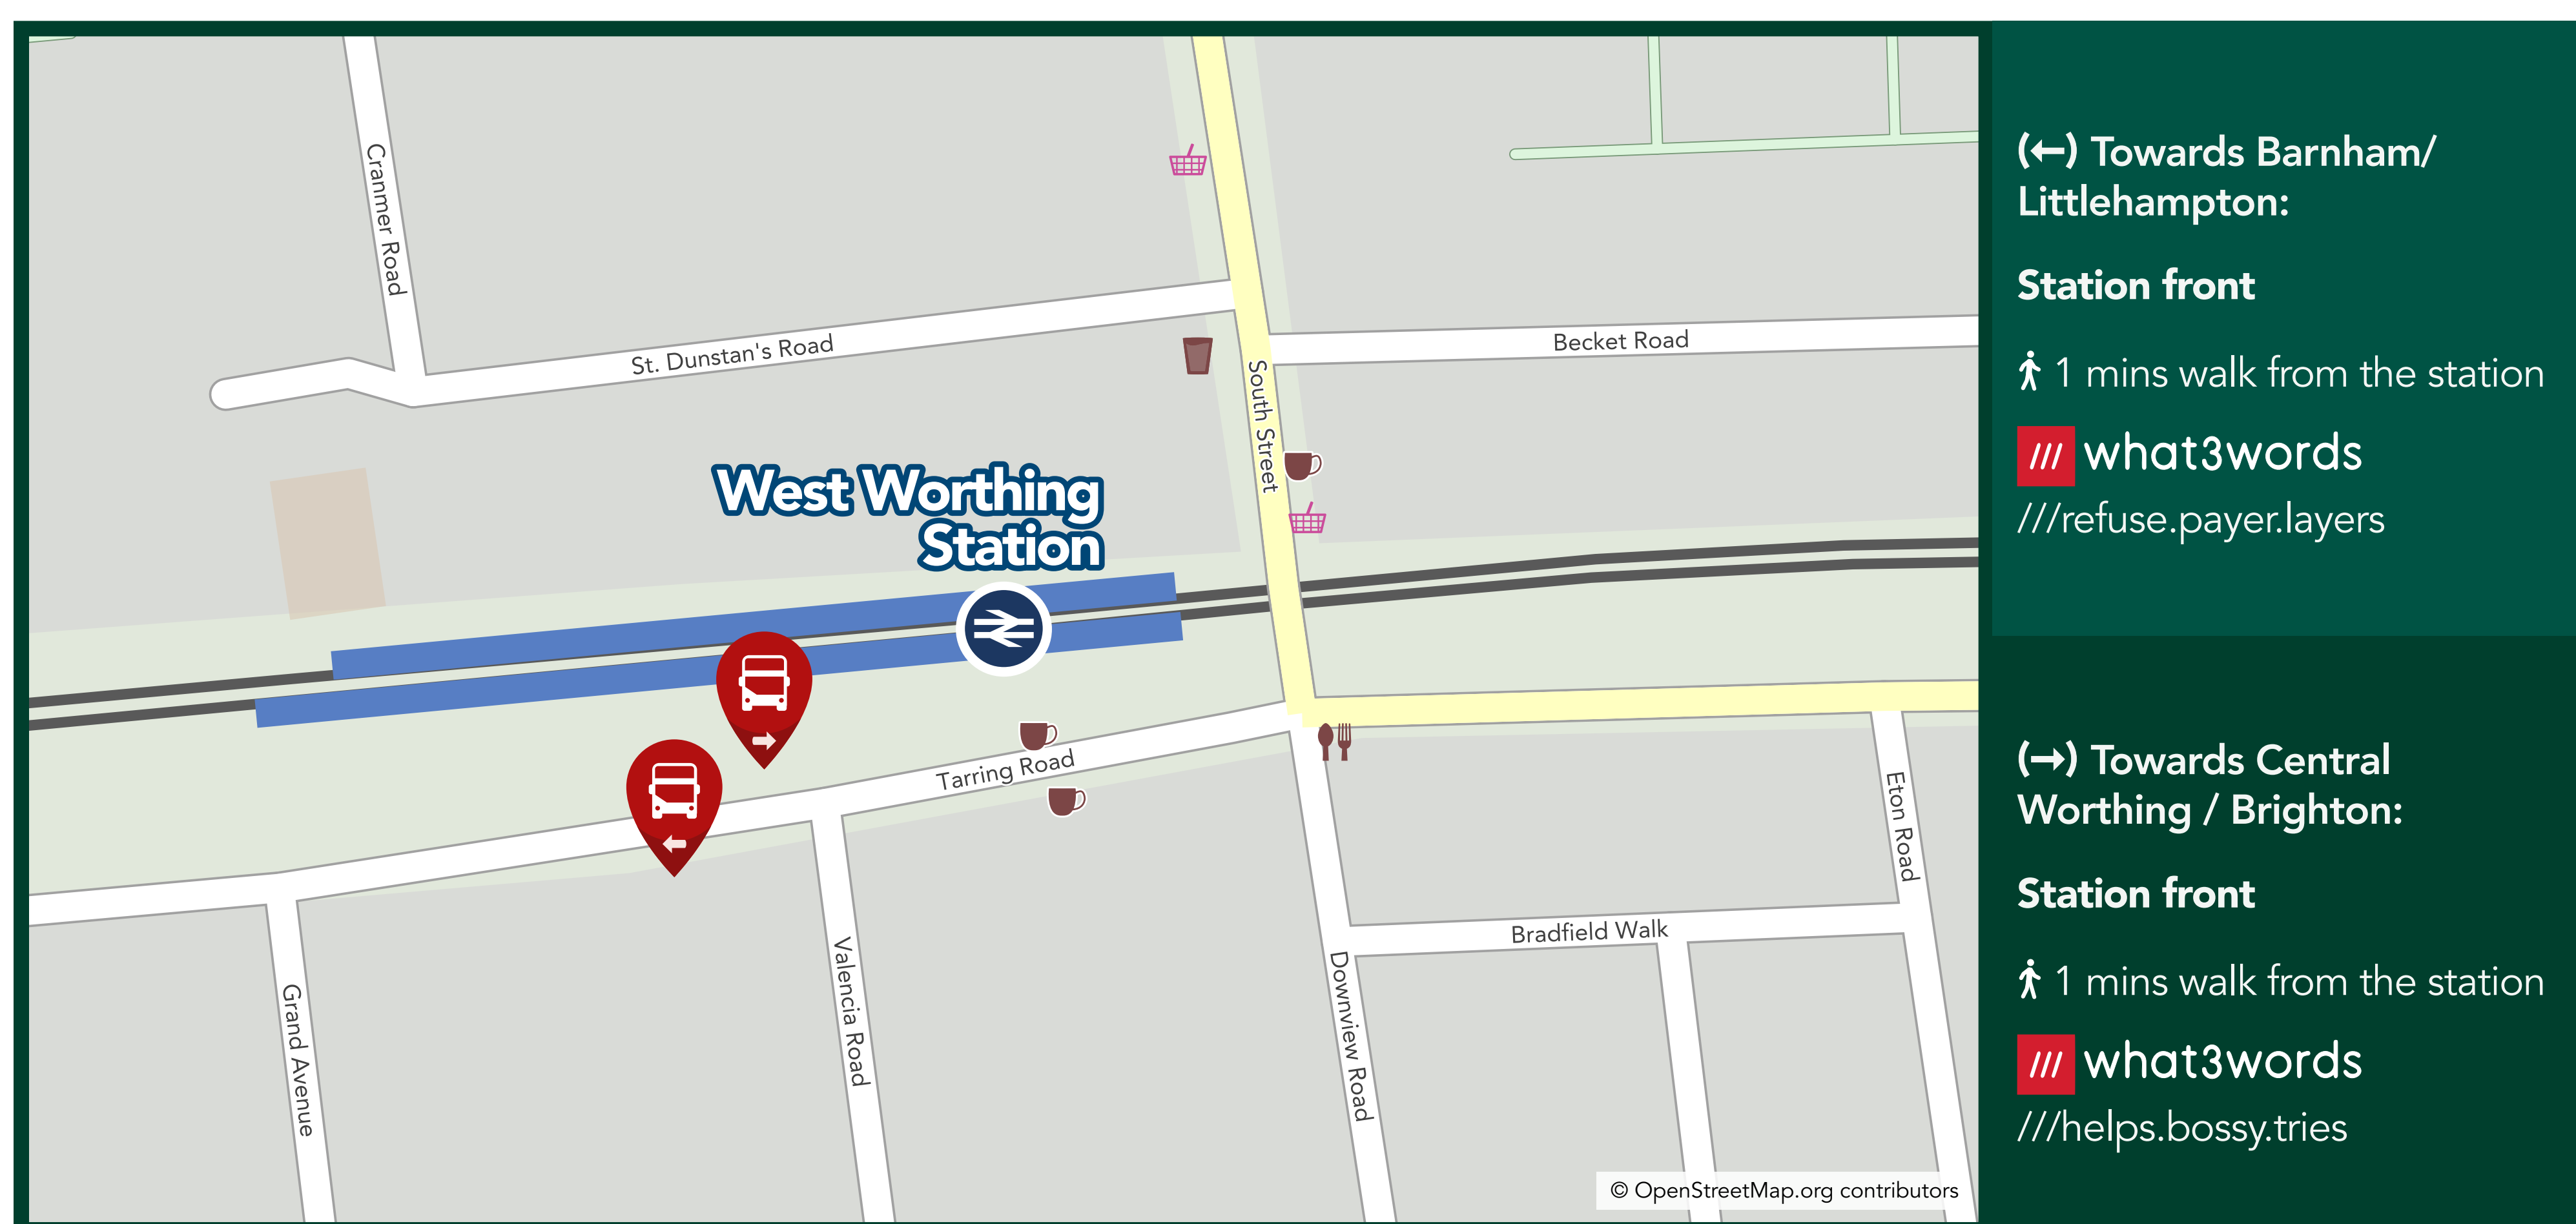 Cranmer Road
St. Dunstan's Road
Becket Road
South Street
West Worthing
Station
Tarring Road
Eton Road
Bradfield Walk
Valencia Road
Downview Road
Grand Avenue
© OpenStreetMap.org contributors
(←) Towards Barnham/
Littlehampton:
Station front
1 mins walk from the station
/// what3words
///refuse.payer.layers
(→) Towards Central
Worthing / Brighton:
Station front
1 mins walk from the station
/// what3words
///helps.bossy.tries